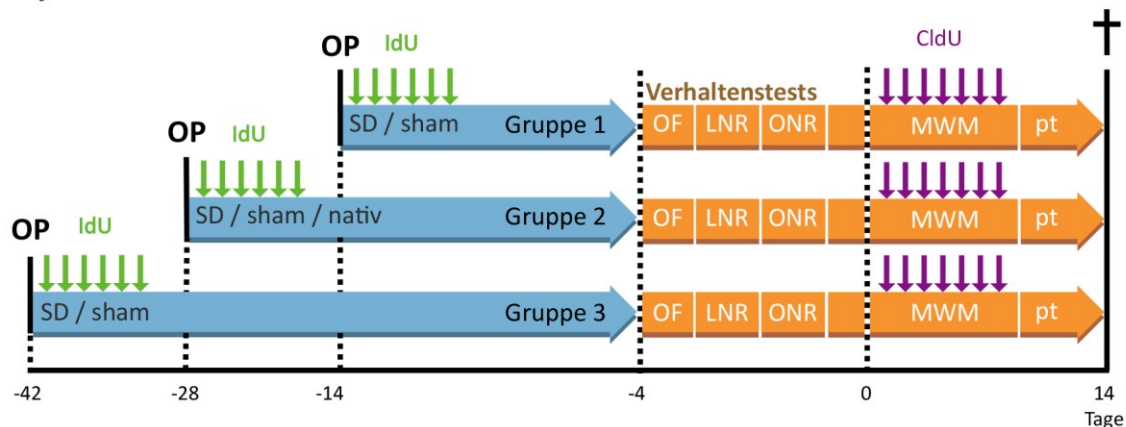 OP IdU CldU
Verhaltenstests
SD / sham Gruppe 1 OF LNR ONR MWM pt
OP IdU
SD / sham / nativ Gruppe 2 OF LNR ONR MWM pt
OP IdU
SD / sham Gruppe 3 OF LNR ONR MWM pt
-42 -28 -14 -4 0 14
Tage